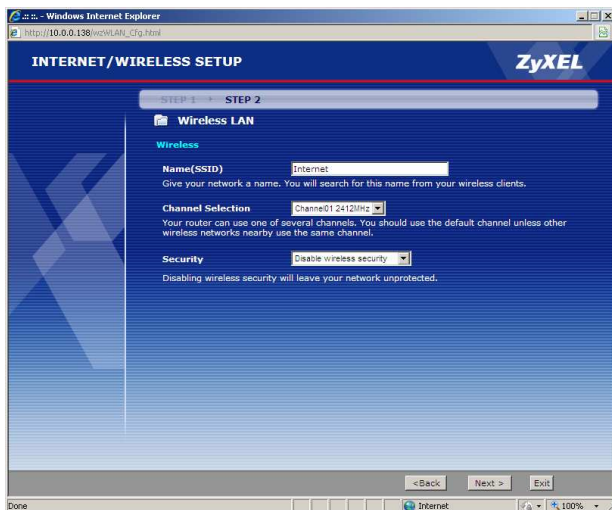 .:: ::. - Windows Internet Explorer
http://10.0.0.138/wzWLAN_Cfg.html
INTERNET/WIRELESS SETUP
ZyXEL
STEP 1 STEP 2
Wireless LAN
Wireless
Name(SSID) Internet
Give your network a name. You will search for this name from your wireless clients.
Channel Selection Channel01 2412MHz
Your router can use one of several channels. You should use the default channel unless other
wireless networks nearby use the same channel.
Security Disable wireless security
Disabling wireless security will leave your network unprotected.
<Back Next > Exit
Done Internet 100%